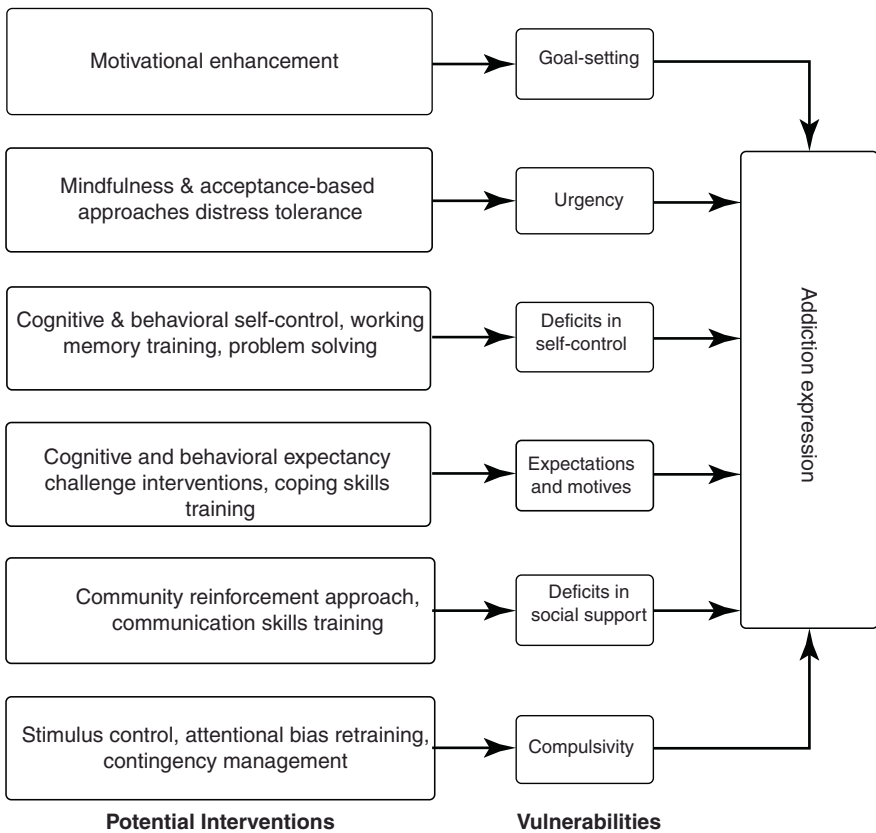 Motivational enhancement
Goal-setting
Mindfulness & acceptance-based
approaches distress tolerance
Urgency
Cognitive & behavioral self-control, working
memory training, problem solving
Deficits in
self-control
Cognitive and behavioral expectancy
challenge interventions, coping skills
training
Expectations
and motives
Community reinforcement approach,
communication skills training
Deficits in
social support
Stimulus control, attentional bias retraining,
contingency management
Compulsivity
Addiction expression
Potential Interventions
Vulnerabilities